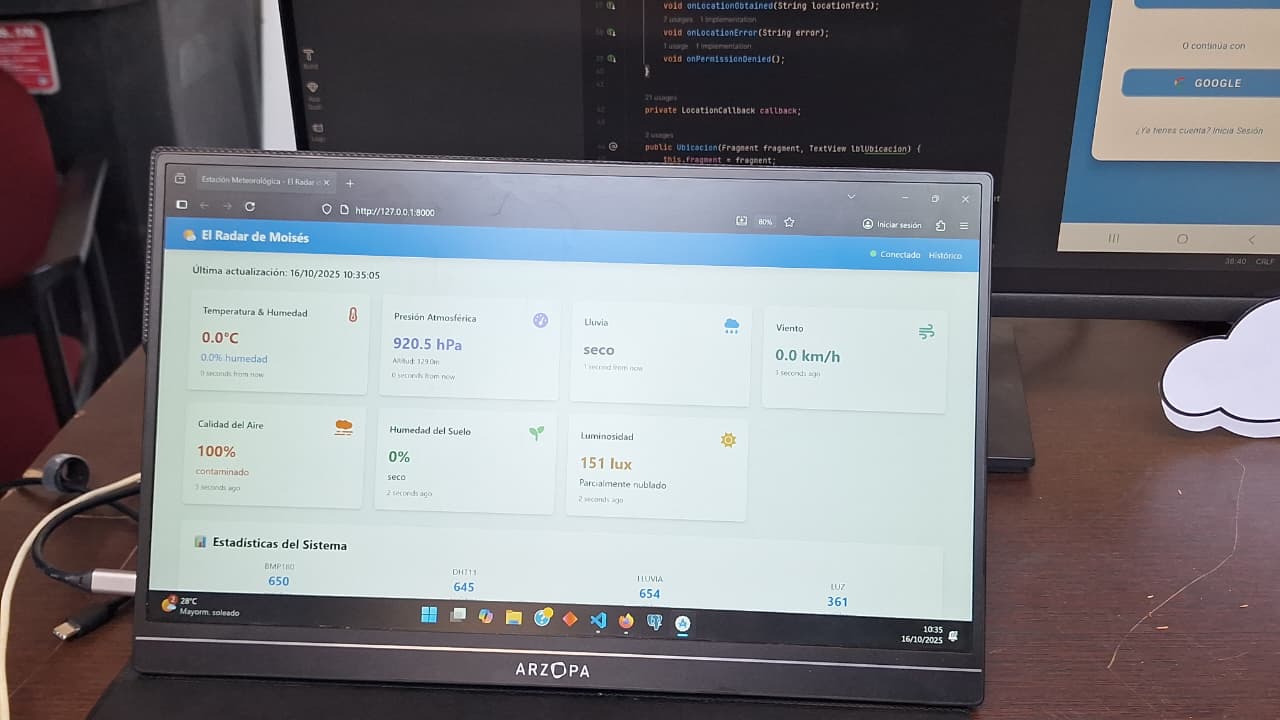 void onLocationObtained(String locationText);
2 usages 1 implementation
void onLocationError(String error);
1 usage 1 implementation
void onPermissionDenied();
}
21 usages
private LocationCallback callback;
2 usages
public Ubicacion(Fragment fragment, TextView lblUbicacion) {
this.fragment = fragment;
O continúa con
GOOGLE
¿Ya tienes cuenta? Inicia Sesión
38:40 CRLF
Estación Meteorológica - El Radar
http://127.0.0.1:8000
80%
Iniciar sesión
El Radar de Moisés
Conectado Histórico
Última actualización: 16/10/2025 10:35:05
Temperatura & Humedad
0.0°C
0.0% humedad
0 seconds from now
Presión Atmosférica
920.5 hPa
Altitud: 129.0m
0 seconds from now
Lluvia
seco
1 second from now
Viento
0.0 km/h
3 seconds ago
Calidad del Aire
100%
contaminado
3 seconds ago
Humedad del Suelo
0%
seco
2 seconds ago
Luminosidad
151 lux
Parcialmente nublado
2 seconds ago
Estadísticas del Sistema
BMP180
650
DHT11
645
LLUVIA
654
LUZ
361
28°C
Mayorm. soleado
10:35
16/10/2025
ARZOPA